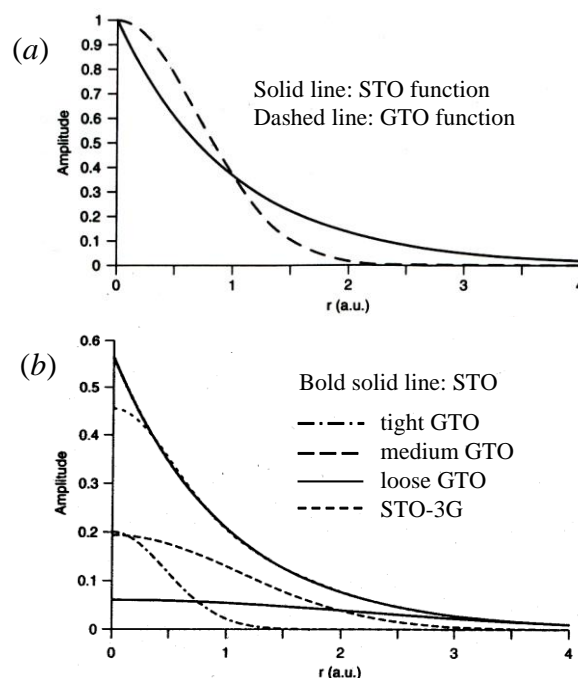 (a)
Amplitude
1
0.9
0.8
0.7
0.6
0.5
0.4
0.3
0.2
0.1
0
Solid line: STO function
Dashed line: GTO function
0 1 2 3 4
r (a.u.)
(b)
Amplitude
0.6
0.5
0.4
0.3
0.2
0.1
0
Bold solid line: STO
tight GTO
medium GTO
loose GTO
STO-3G
0 1 2 3 4
r (a.u.)